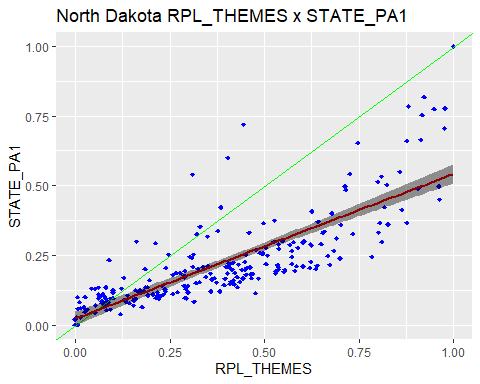 North Dakota RPL_THEMES x STATE_PA1
STATE_PA1
1.00
0.75
0.50
0.25
0.00
0.00 0.25 0.50 0.75 1.00
RPL_THEMES